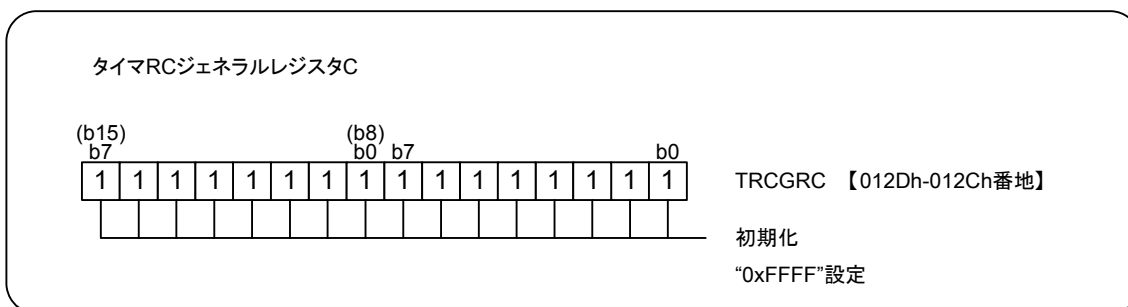 タイマRCジェネラルレジスタC
(b15) (b8)
b7 b0 b7 b0
1 1 1 1 1 1 1 1 1 1 1 1 1 1 1 1 TRCGRC 【012Dh-012Ch番地】
初期化
“0xFFFF”設定